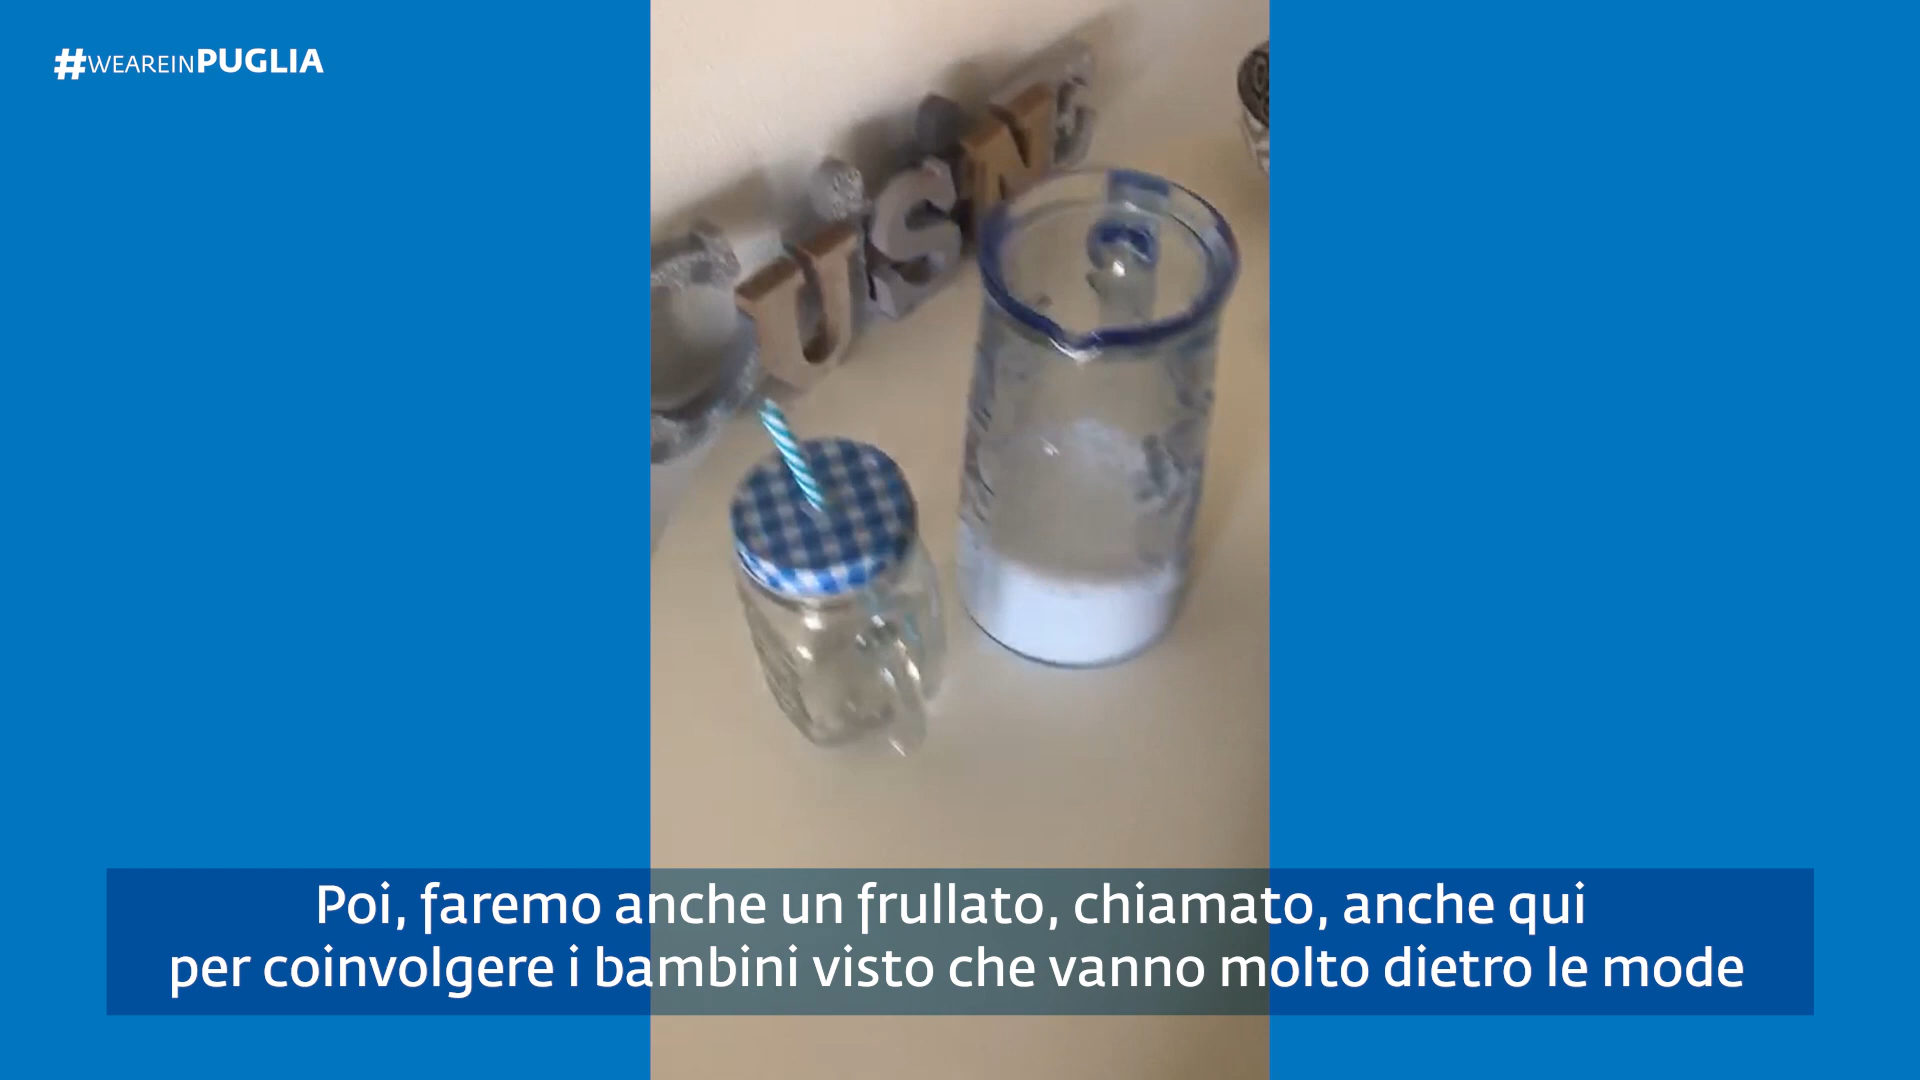 #WEAREINPUGLIA
CUiSiNE
Poi, faremo anche un frullato, chiamato, anche qui
per coinvolgere i bambini visto che vanno molto dietro le mode